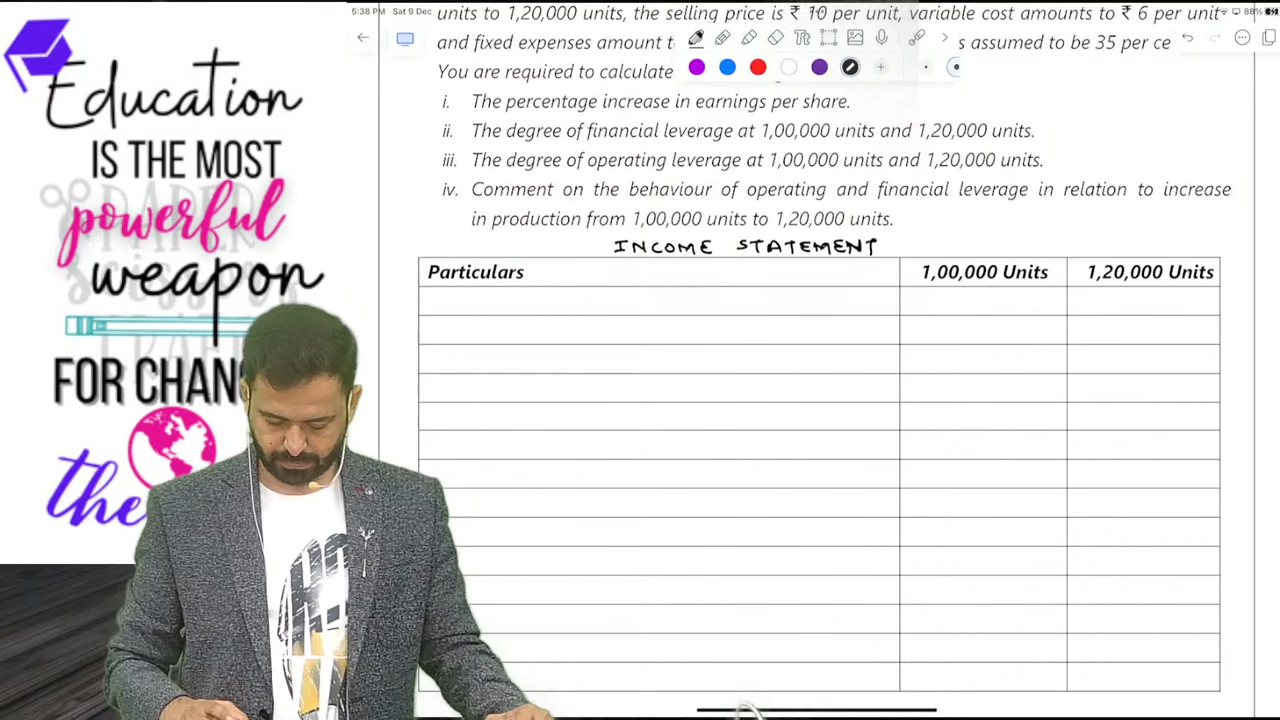 5:38 PM Sat 9 Dec
88%
units to 1,20,000 units, the selling price is ₹ 10 per unit, variable cost amounts to ₹ 6 per unit
and fixed expenses amount t s assumed to be 35 per ce
You are required to calculate
i. The percentage increase in earnings per share.
ii. The degree of financial leverage at 1,00,000 units and 1,20,000 units.
iii. The degree of operating leverage at 1,00,000 units and 1,20,000 units.
iv. Comment on the behaviour of operating and financial leverage in relation to increase
in production from 1,00,000 units to 1,20,000 units.
INCOME STATEMENT
Particulars 1,00,000 Units 1,20,000 Units
Education
IS THE MOST
powerful
weapon
FOR CHAN
the